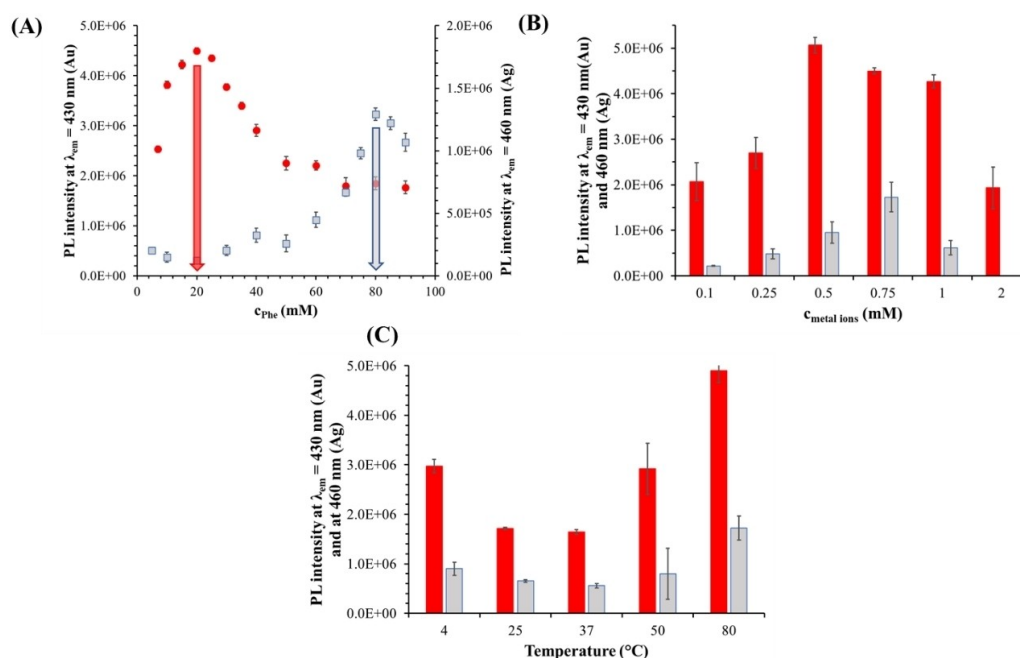 (A)
PL intensity at λem = 430 nm (Au)
5.0E+06
4.0E+06
3.0E+06
2.0E+06
1.0E+06
0.0E+00
2.0E+06
1.5E+06
1.0E+06
5.0E+05
0.0E+00
PL intensity at λem = 460 nm (Ag)
0 20 40 60 80 100
cPhe (mM)
(B)
PL intensity at λem = 430 nm(Au)
and 460 nm (Ag)
5.0E+06
4.0E+06
3.0E+06
2.0E+06
1.0E+06
0.0E+00
0.1 0.25 0.5 0.75 1 2
cmetal ions (mM)
(C)
PL intensity at λem = 430 nm (Au)
and at 460 nm (Ag)
5.0E+06
4.0E+06
3.0E+06
2.0E+06
1.0E+06
0.0E+00
4 25 37 50 80
Temperature (°C)